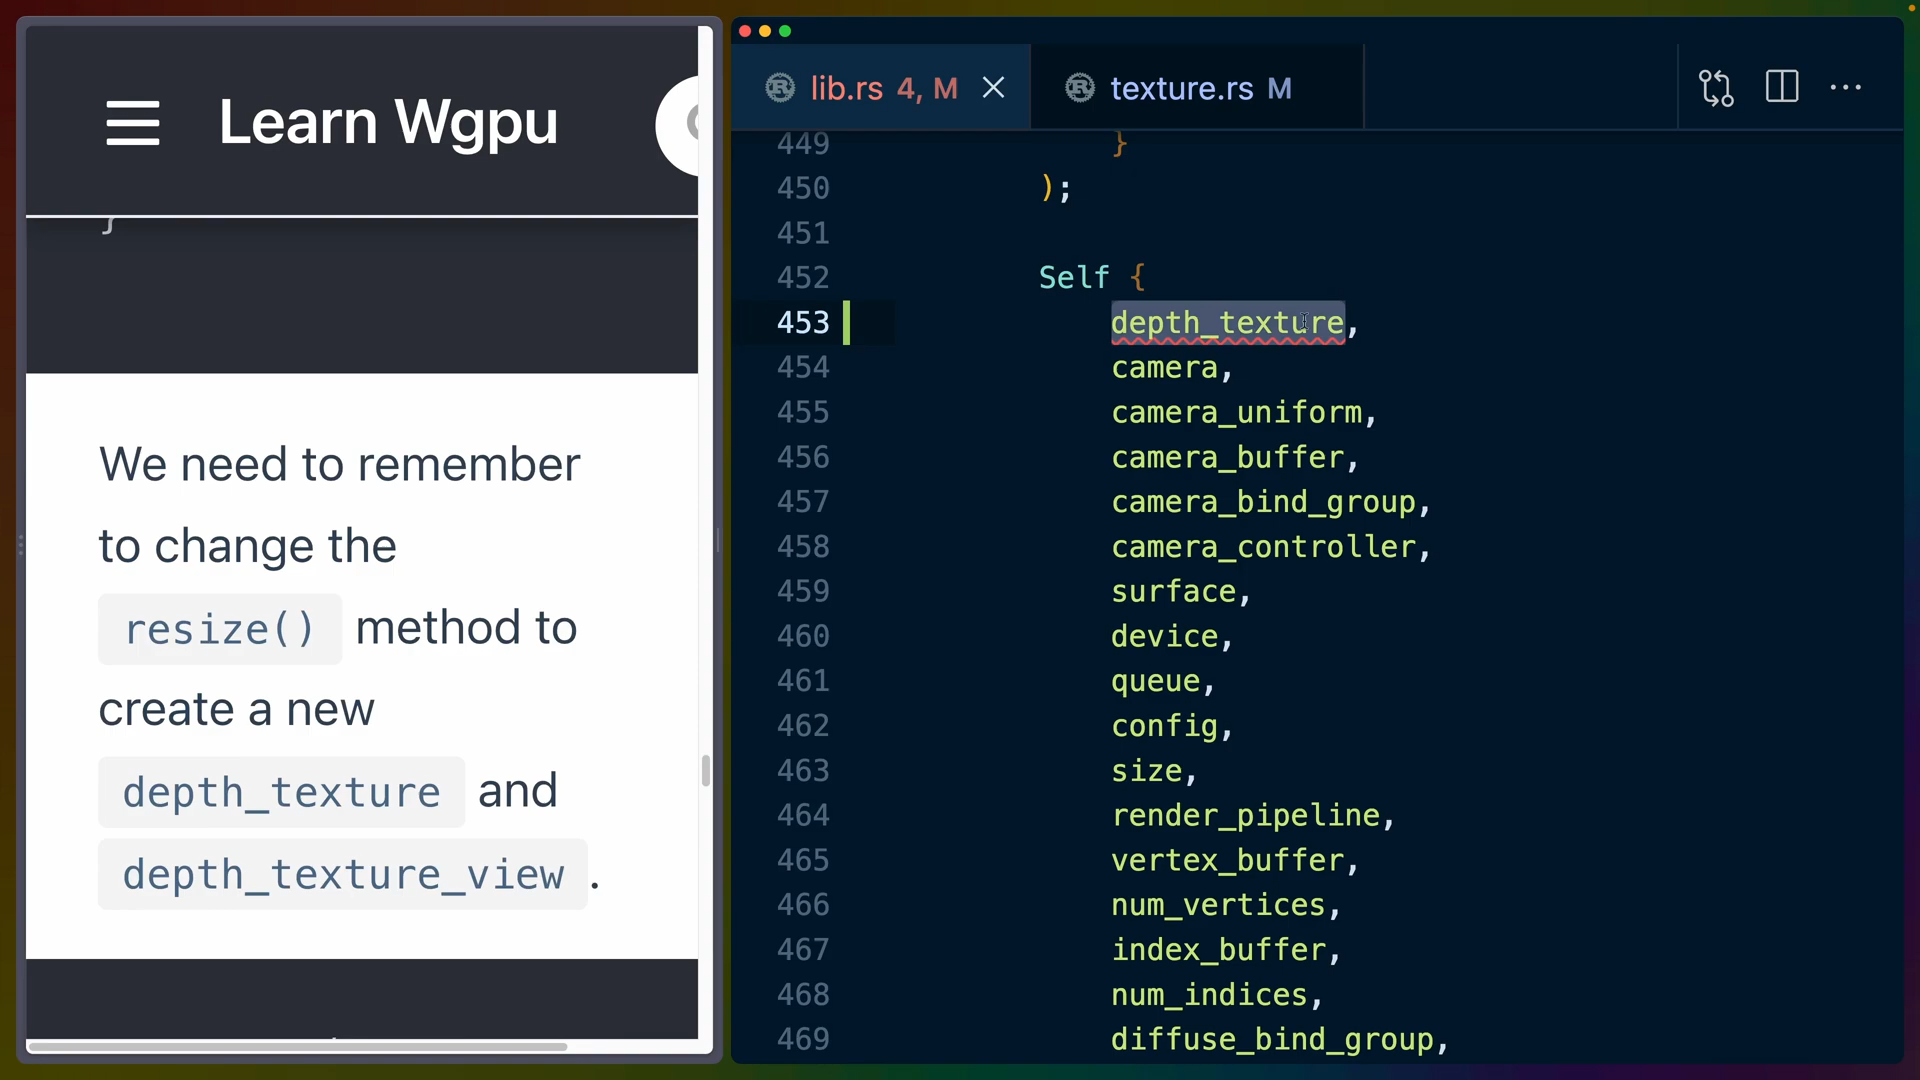 Learn Wgpu
}
We need to remember
to change the
resize() method to
create a new
depth_texture and
depth_texture_view.
lib.rs 4, M
texture.rs M
449 }
450 );
451
452 Self {
453 depth_texture,
454 camera,
455 camera_uniform,
456 camera_buffer,
457 camera_bind_group,
458 camera_controller,
459 surface,
460 device,
461 queue,
462 config,
463 size,
464 render_pipeline,
465 vertex_buffer,
466 num_vertices,
467 index_buffer,
468 num_indices,
469 diffuse_bind_group,